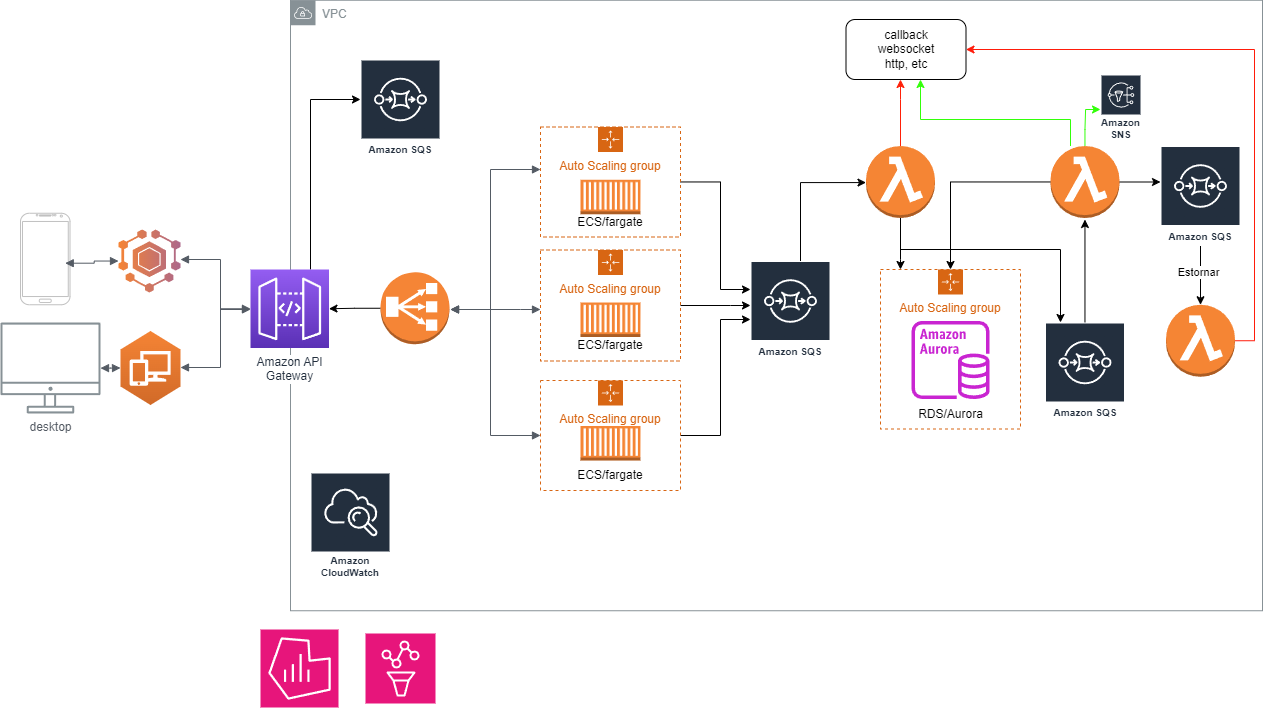 VPC
callback
websocket
http, etc
Amazon SQS
Amazon
SNS
Auto Scaling group
ECS/fargate
Amazon SQS
Estornar
Auto Scaling group
ECS/fargate
Auto Scaling group
Amazon
Aurora
RDS/Aurora
Amazon SQS
Amazon API
Gateway
</>
Amazon SQS
desktop
Auto Scaling group
ECS/fargate
Amazon
CloudWatch